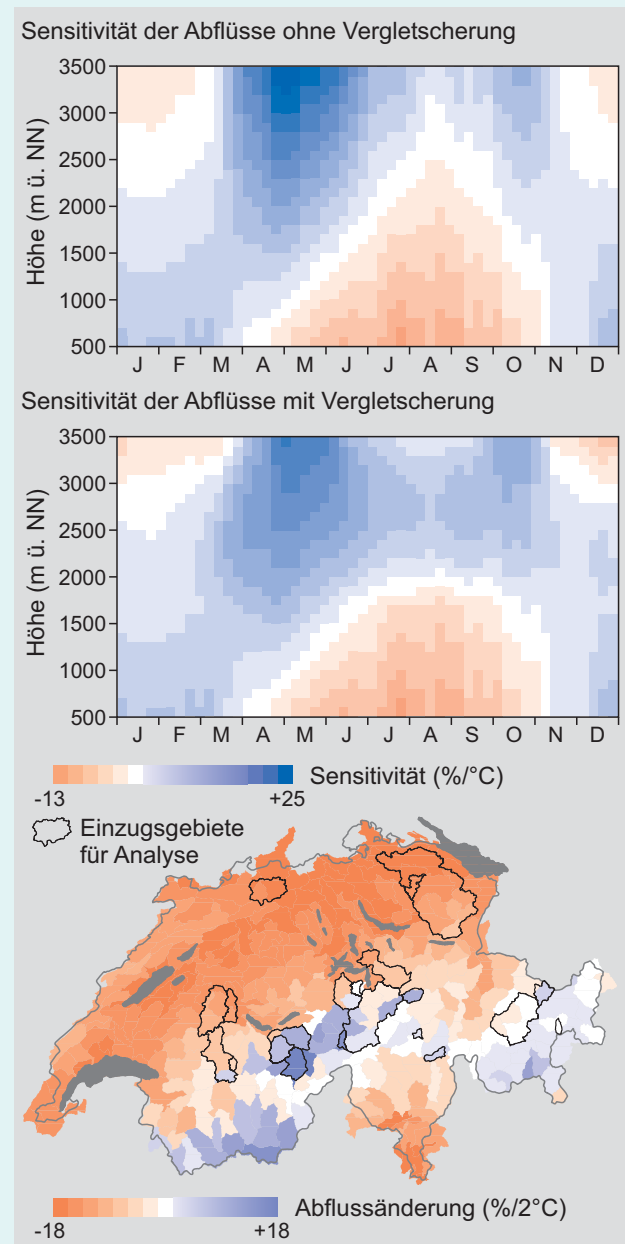 Sensitivität der Abflüsse ohne Vergletscherung
Höhe (m ü. NN)
3500
3000
2500
2000
1500
1000
500
J F M A M J J A S O N D
Sensitivität der Abflüsse mit Vergletscherung
Höhe (m ü. NN)
3500
3000
2500
2000
1500
1000
500
J F M A M J J A S O N D
Sensitivität (%/°C)
-13 +25
Einzugsgebiete
für Analyse
Abflussänderung (%/2°C)
-18 +18